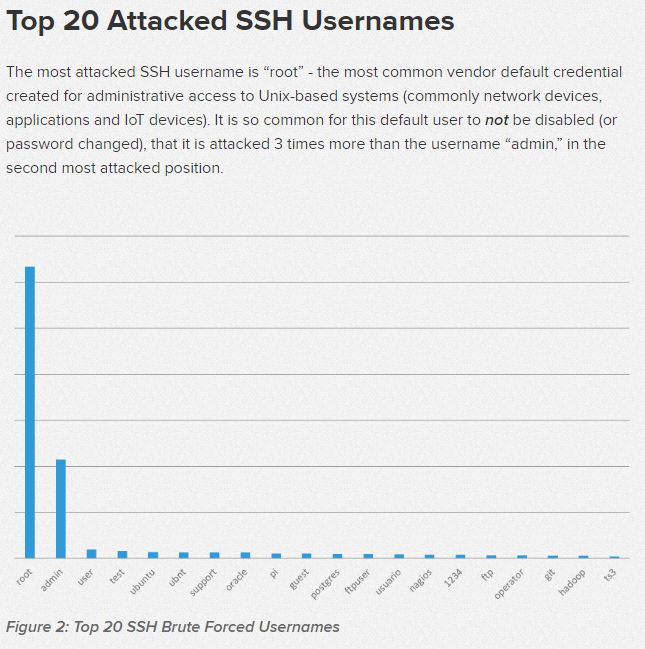 Top 20 Attacked SSH Usernames
The most attacked SSH username is “root” - the most common vendor default credential
created for administrative access to Unix-based systems (commonly network devices,
applications and IoT devices). It is so common for this default user to not be disabled (or
password changed), that it is attacked 3 times more than the username “admin,” in the
second most attacked position.
root
admin
user
test
ubuntu
ubnt
support
oracle
pi
guest
postgres
ftpuser
usuario
nagios
1234
ftp
operator
git
hadoop
ts3
Figure 2: Top 20 SSH Brute Forced Usernames